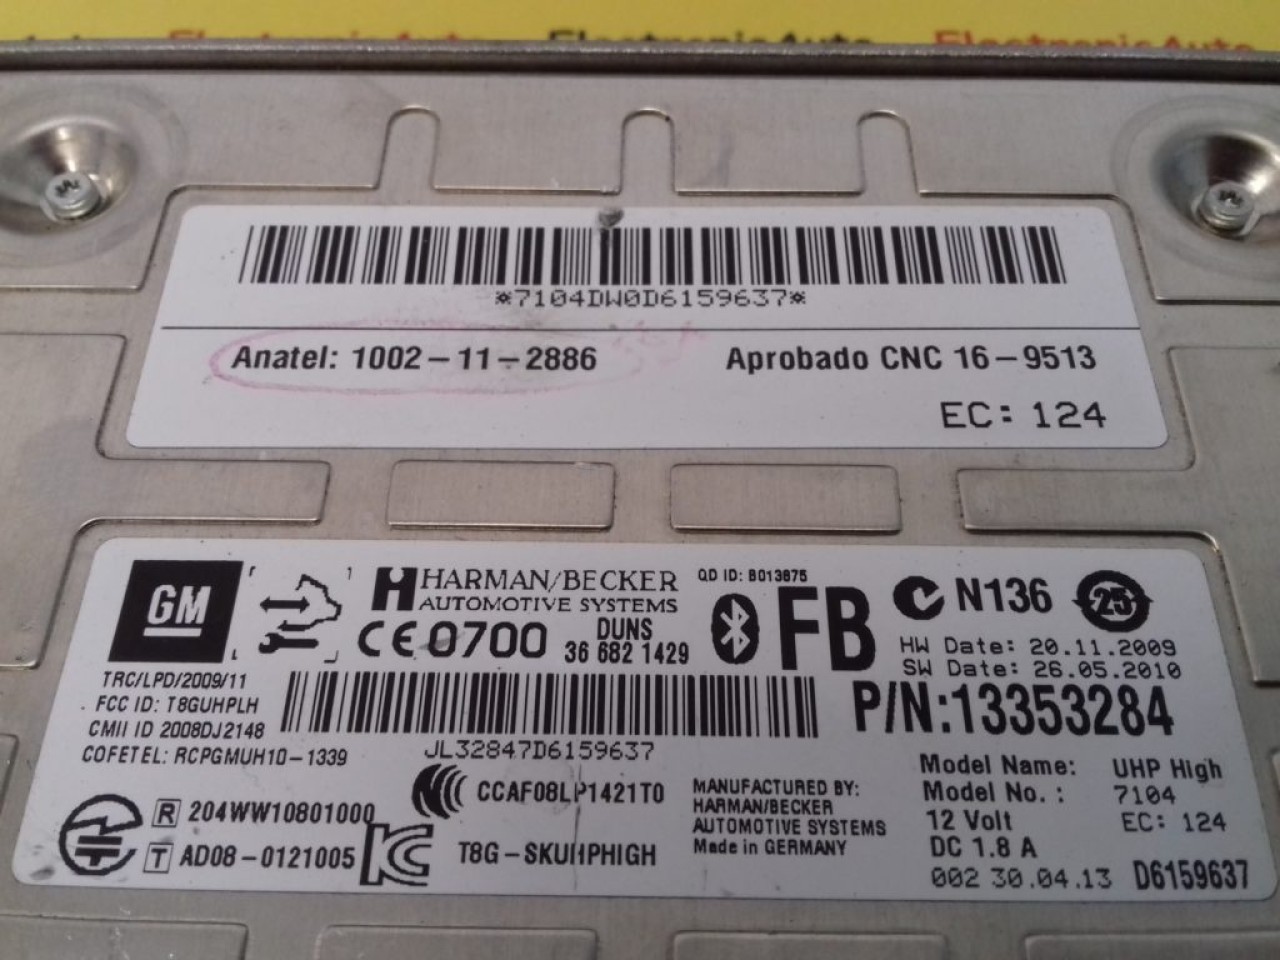 Electronic4Auto Electronic4Auto
*7104DW0D6159637*
Anatel: 1002-11-2886 Aprobado CNC 16-9513
EC: 124
GM HARMAN/BECKER QD ID: B013875 N136 25
AUTOMOTIVE SYSTEMS FB
CE0700 DUNS HW Date: 20.11.2009
36 682 1429 SW Date: 26.05.2010
TRC/LPD/2009/11 P/N:13353284
FCC ID: T8GUHPLH
CMII ID 2008DJ2148
COFETEL: RCPGMUH10-1339 JL32847D6159637
Model Name: UHP High
CCAF08LP1421T0 MANUFACTURED BY: Model No.: 7104
R 204WW10801000 HARMAN/BECKER 12 Volt EC: 124
AUTOMOTIVE SYSTEMS
T AD08-0121005 KC T8G-SKUHPHIGH Made in GERMANY DC 1.8 A
002 30.04.13 D6159637